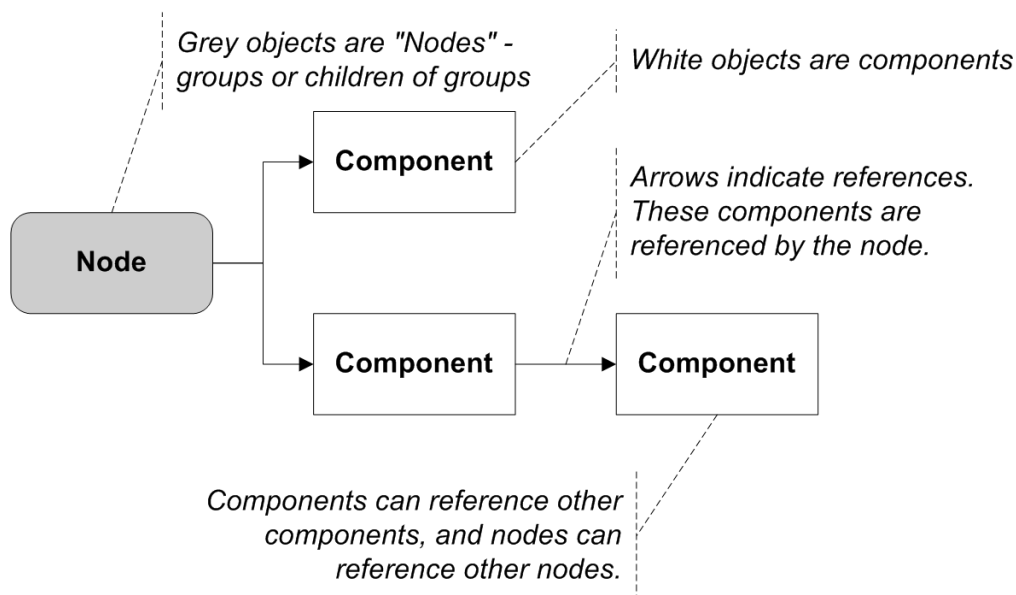 Grey objects are "Nodes" -
groups or children of groups
White objects are components
Component
Arrows indicate references.
These components are
referenced by the node.
Node
Component
Component
Components can reference other
components, and nodes can
reference other nodes.